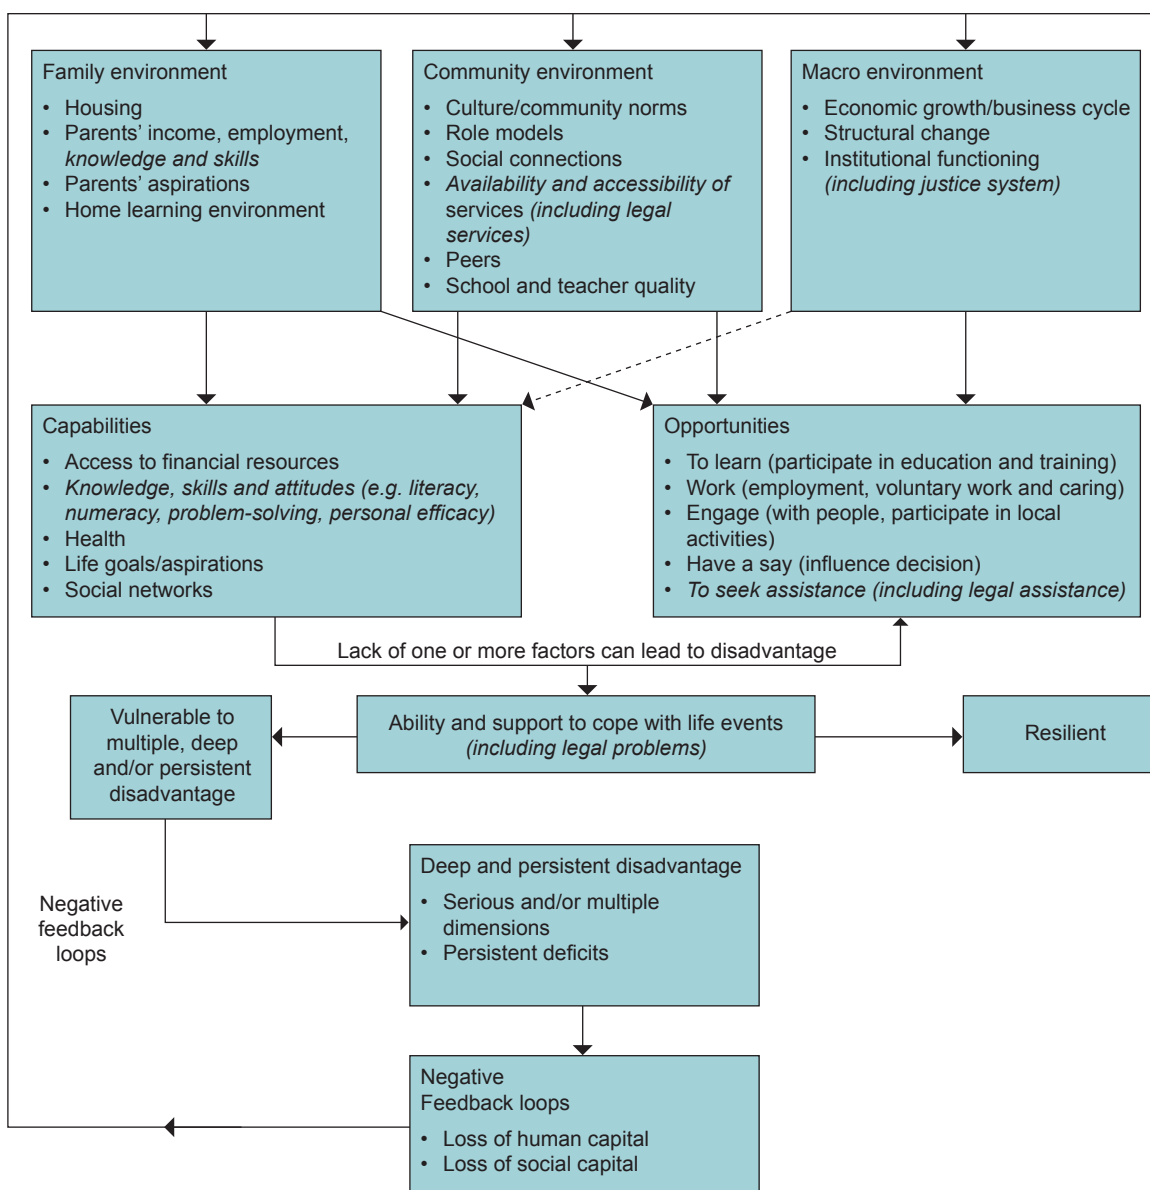 Family environment
• Housing
• Parents' income, employment,
knowledge and skills
• Parents' aspirations
• Home learning environment
Community environment
• Culture/community norms
• Role models
• Social connections
• Availability and accessibility of
services (including legal
services)
• Peers
• School and teacher quality
Macro environment
• Economic growth/business cycle
• Structural change
• Institutional functioning
(including justice system)
Capabilities
• Access to financial resources
• Knowledge, skills and attitudes (e.g. literacy,
numeracy, problem-solving, personal efficacy)
• Health
• Life goals/aspirations
• Social networks
Opportunities
• To learn (participate in education and training)
• Work (employment, voluntary work and caring)
• Engage (with people, participate in local
activities)
• Have a say (influence decision)
• To seek assistance (including legal assistance)
Lack of one or more factors can lead to disadvantage
Vulnerable to
multiple, deep
and/or persistent
disadvantage
Ability and support to cope with life events
(including legal problems)
Resilient
Negative
feedback
loops
Deep and persistent disadvantage
• Serious and/or multiple
dimensions
• Persistent deficits
Negative
Feedback loops
• Loss of human capital
• Loss of social capital